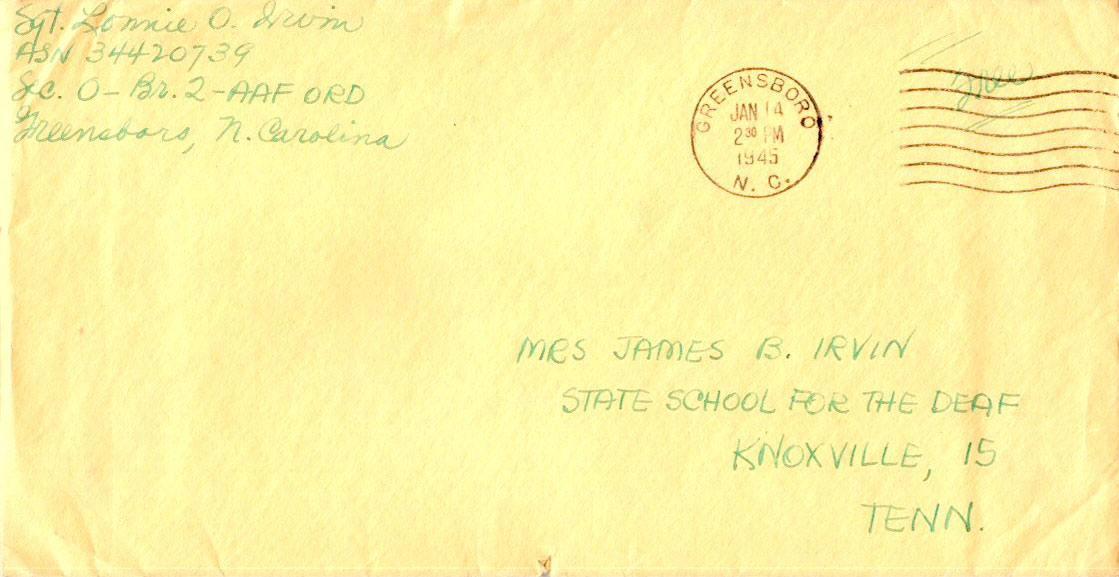 Sgt. Lonnie O. Irvin
ASN 34420739
Sc. O - Br. 2 - AAF ORD
Greensboro, N. Carolina
Free
GREENSBORO
JAN 14
2 30 PM
1945
N. C.
MRS JAMES B. IRVIN
STATE SCHOOL FOR THE DEAF
KNOXVILLE, 15
TENN.